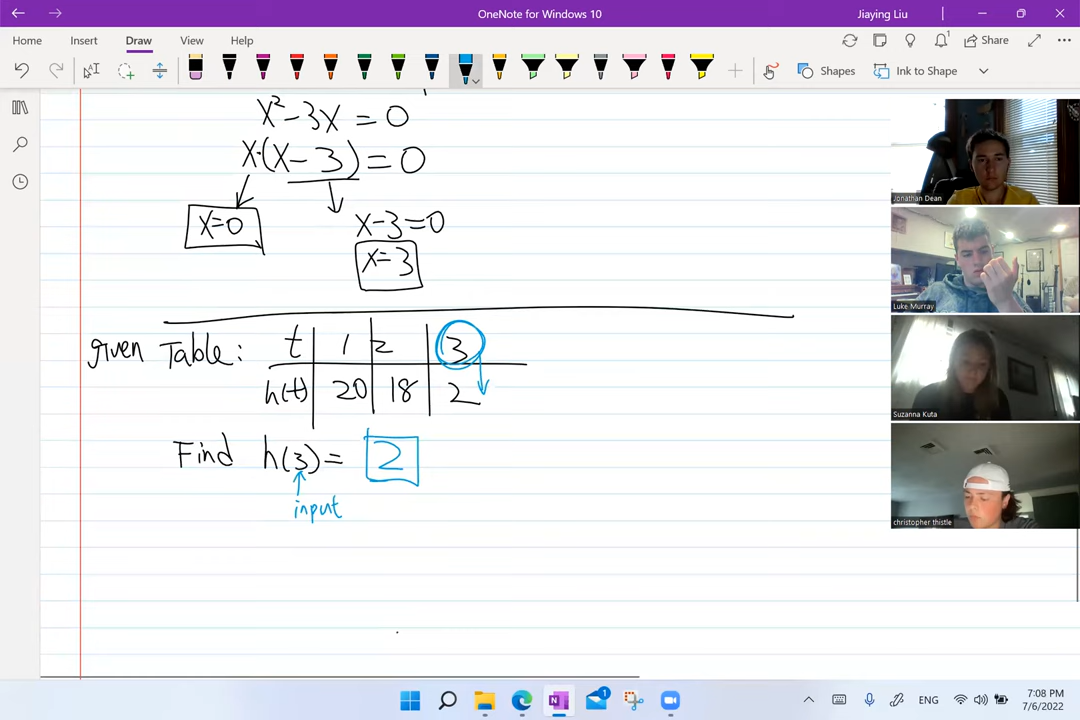 OneNote for Windows 10
Jiaying Liu
Home Insert Draw View Help
Share
Shapes
Ink to Shape
x² - 3x = 0
x·(x - 3) = 0
x=0
x-3=0
x=3
given Table: t 1 2 3
h(t) 20 18 2
Find h(3) = 2
input
Jonathan Dean
Luke Murray
Suzanna Kuta
christopher thistle
1
ENG
7:08 PM
7/6/2022